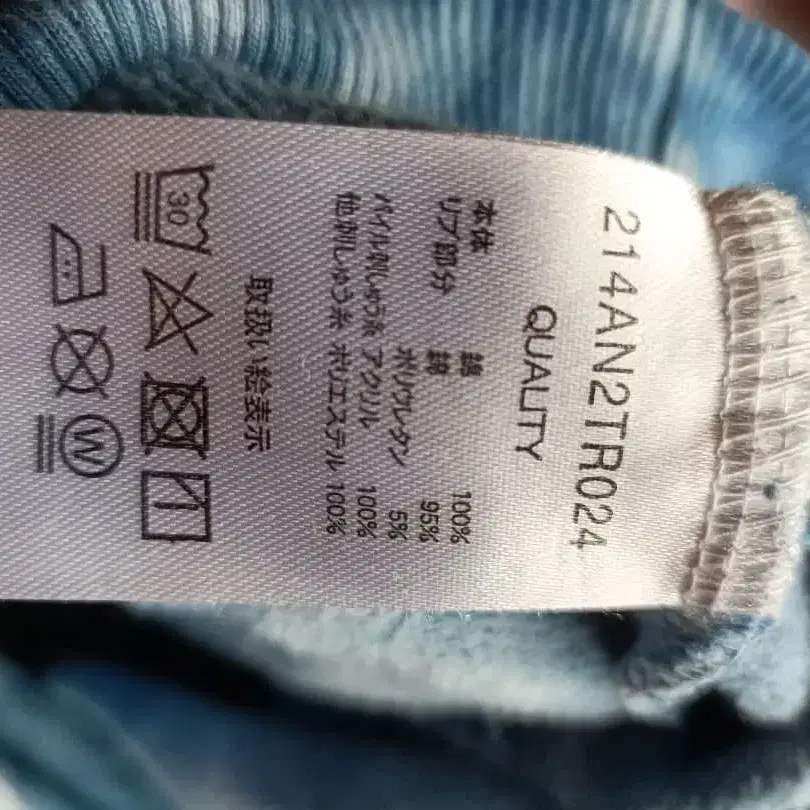 214AN2TR024
QUALITY
本体 綿 100%
リブ部分 綿 95%
ポリウレタン 5%
パイル刺しゅう糸 アクリル 100%
他刺しゅう糸 ポリエステル 100%
取扱い絵表示
30
W